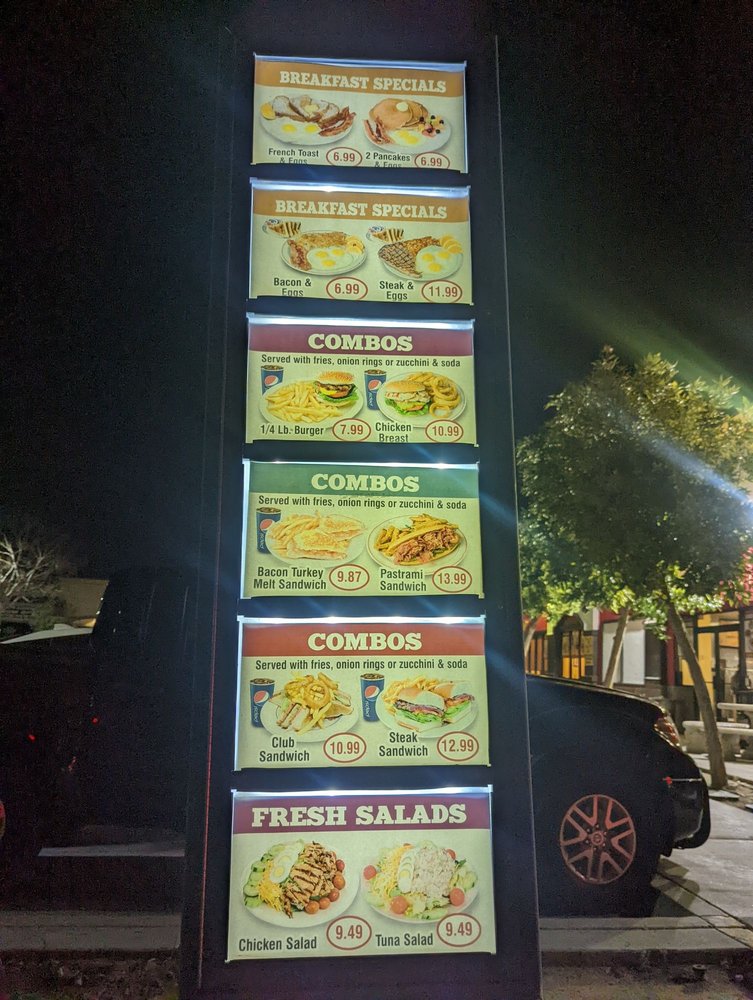 BREAKFAST SPECIALS
French Toast & Eggs 6.99
2 Pancakes & Eggs 6.99
BREAKFAST SPECIALS
Bacon & Eggs 6.99
Steak & Eggs 11.99
COMBOS
Served with fries, onion rings or zucchini & soda
1/4 Lb. Burger 7.99
Chicken Breast 10.99
COMBOS
Served with fries, onion rings or zucchini & soda
pepsi
Bacon Turkey Melt Sandwich 9.87
Pastrami Sandwich 13.99
COMBOS
Served with fries, onion rings or zucchini & soda
pepsi
pepsi
Club Sandwich 10.99
Steak Sandwich 12.99
FRESH SALADS
Chicken Salad 9.49
Tuna Salad 9.49